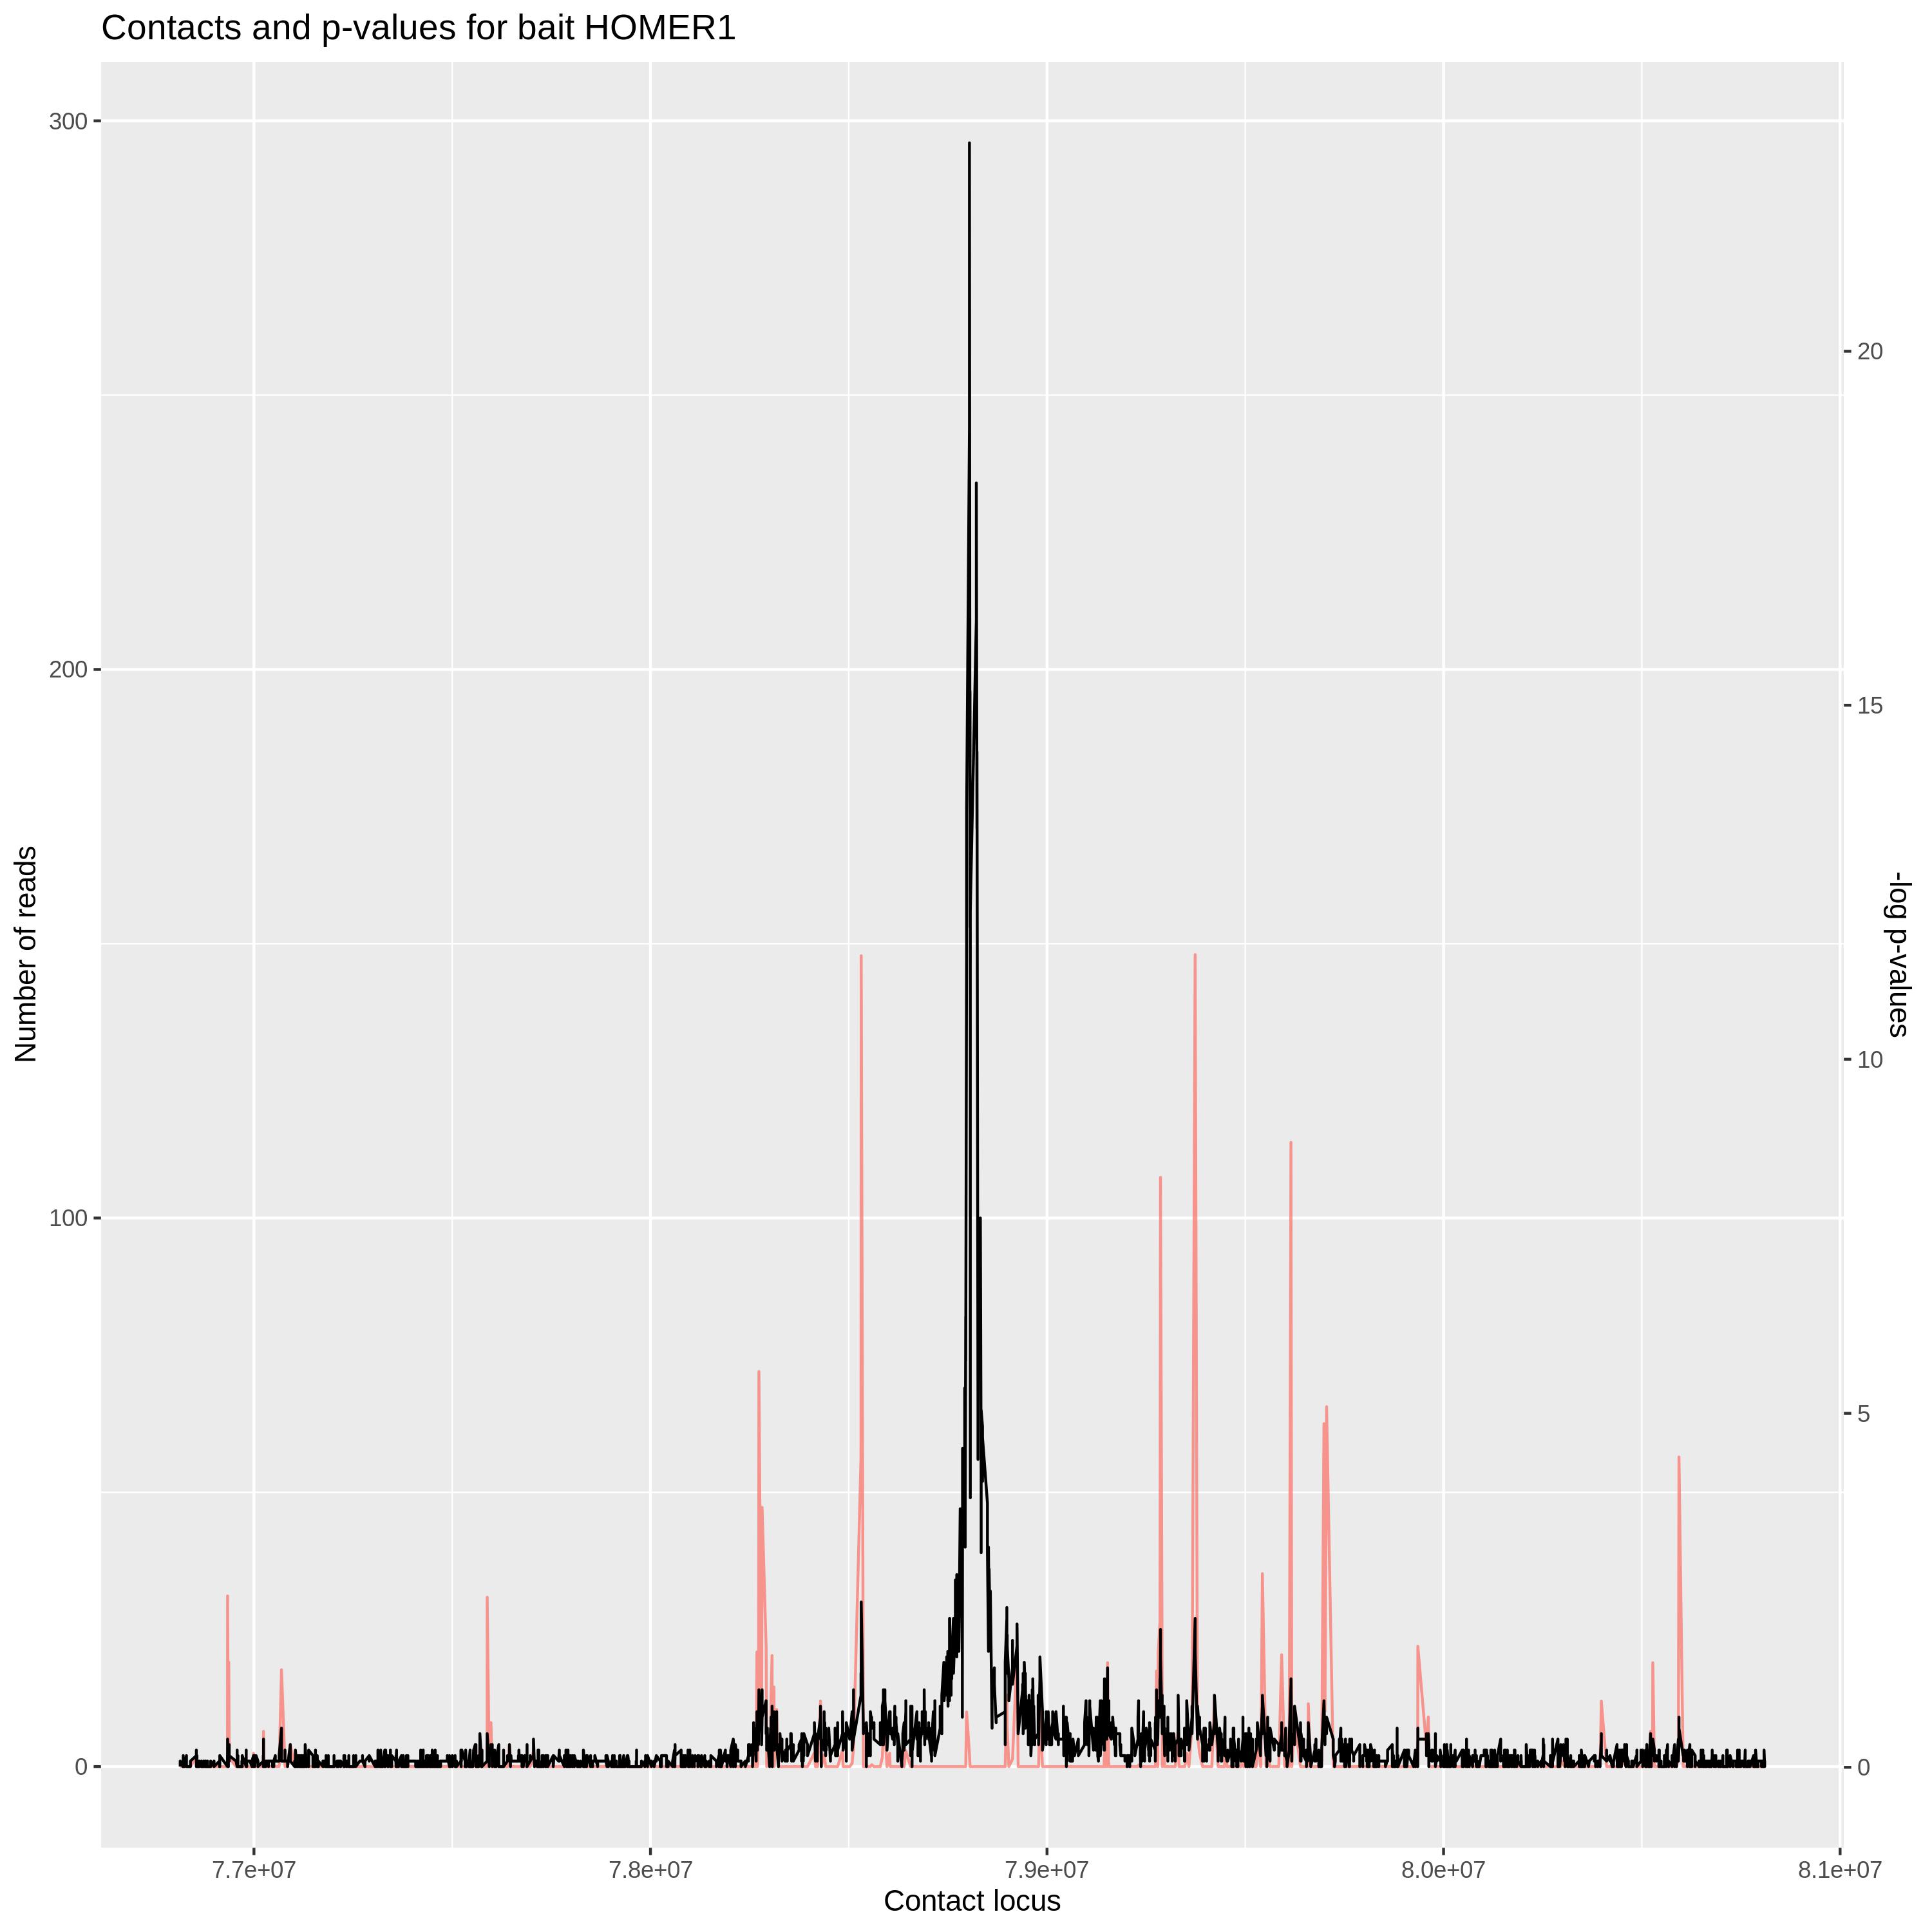 Contacts and p-values for bait HOMER1
300
200
100
0
Number of reads
20
15
10
5
0
-log p-values
7.7e+07 7.8e+07 7.9e+07 8.0e+07 8.1e+07
Contact locus